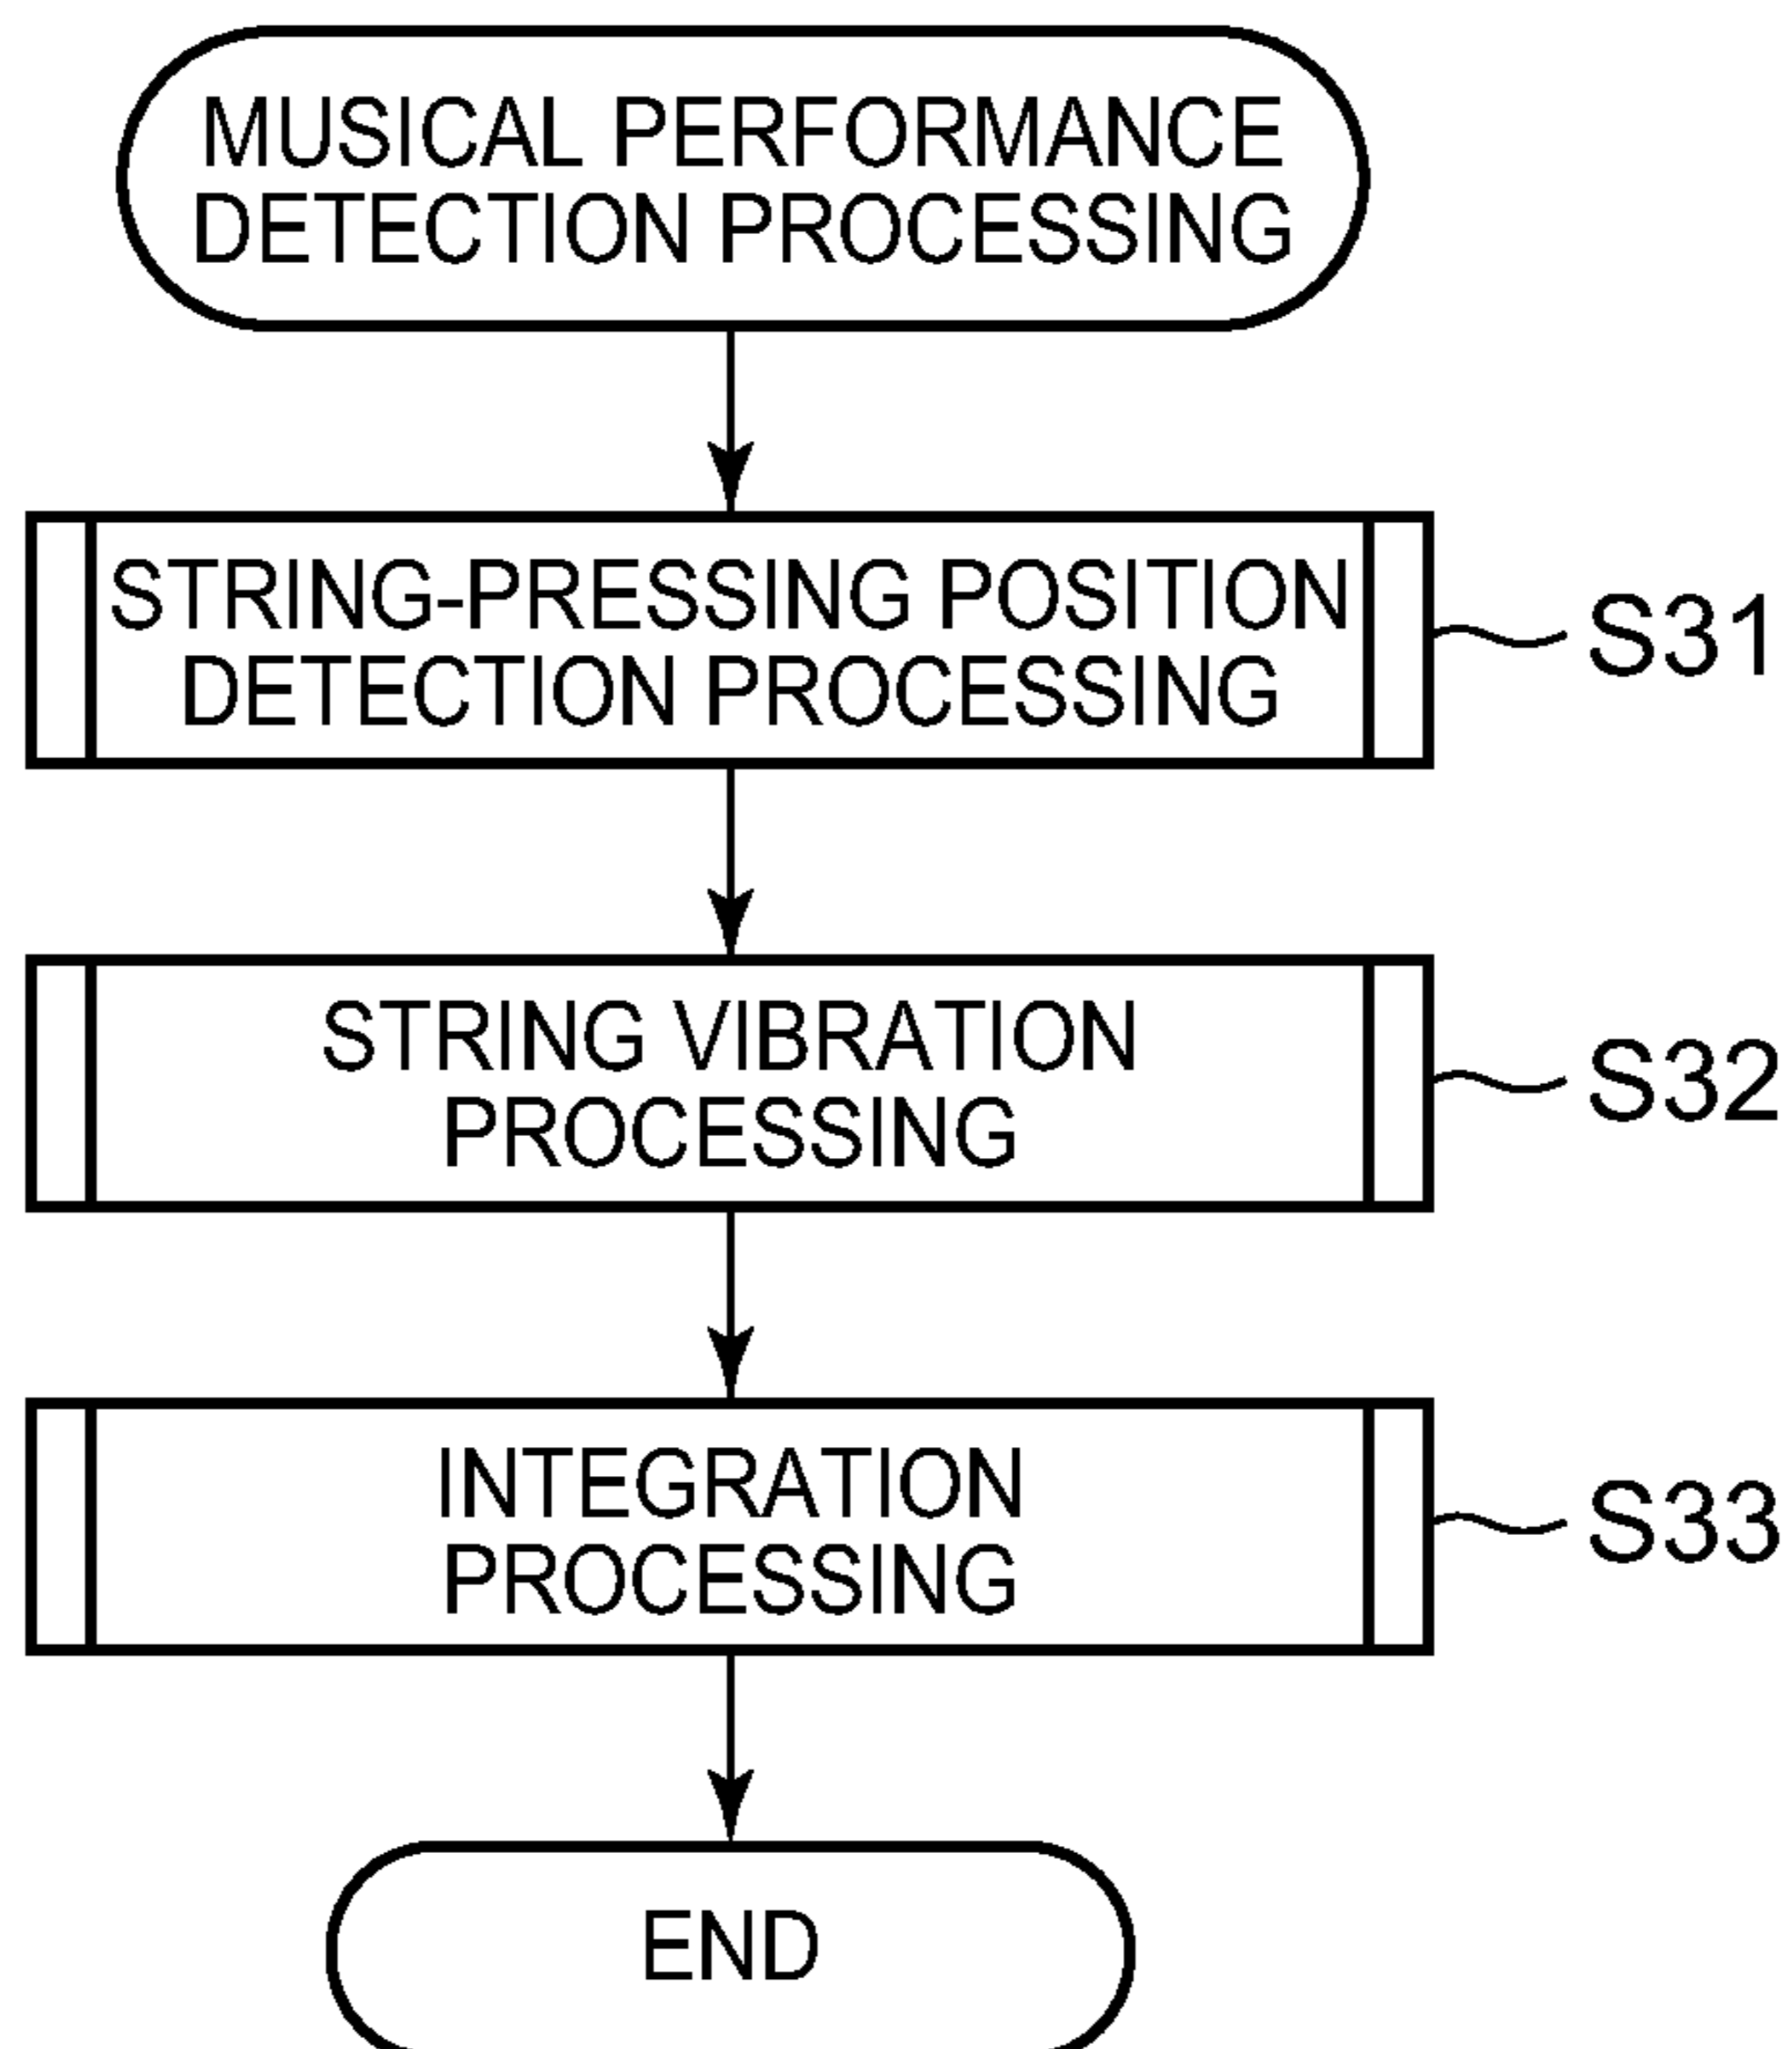 MUSICAL PERFORMANCE
DETECTION PROCESSING
STRING-PRESSING POSITION
DETECTION PROCESSING
S31
STRING VIBRATION
PROCESSING
S32
INTEGRATION
PROCESSING
S33
END